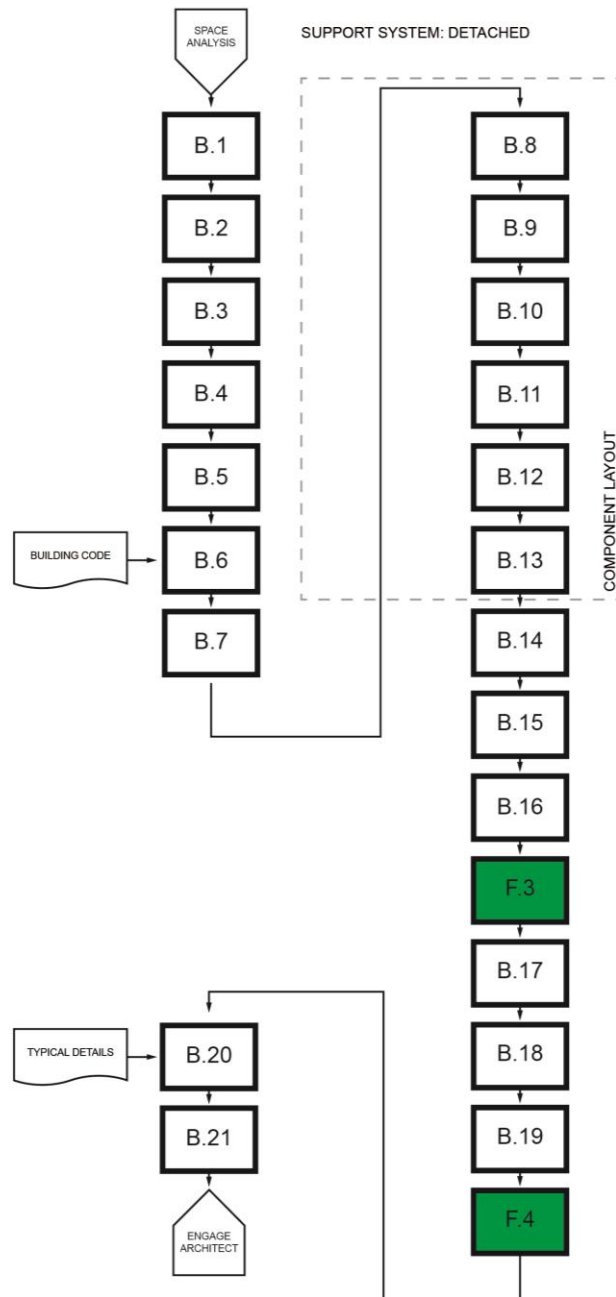 SPACE
ANALYSIS
SUPPORT SYSTEM: DETACHED
B.1
B.2
B.3
B.4
B.5
BUILDING CODE
B.6
B.7
B.8
B.9
B.10
B.11
B.12
B.13
COMPONENT LAYOUT
B.14
B.15
B.16
F.3
B.17
B.18
B.19
F.4
TYPICAL DETAILS
B.20
B.21
ENGAGE
ARCHITECT